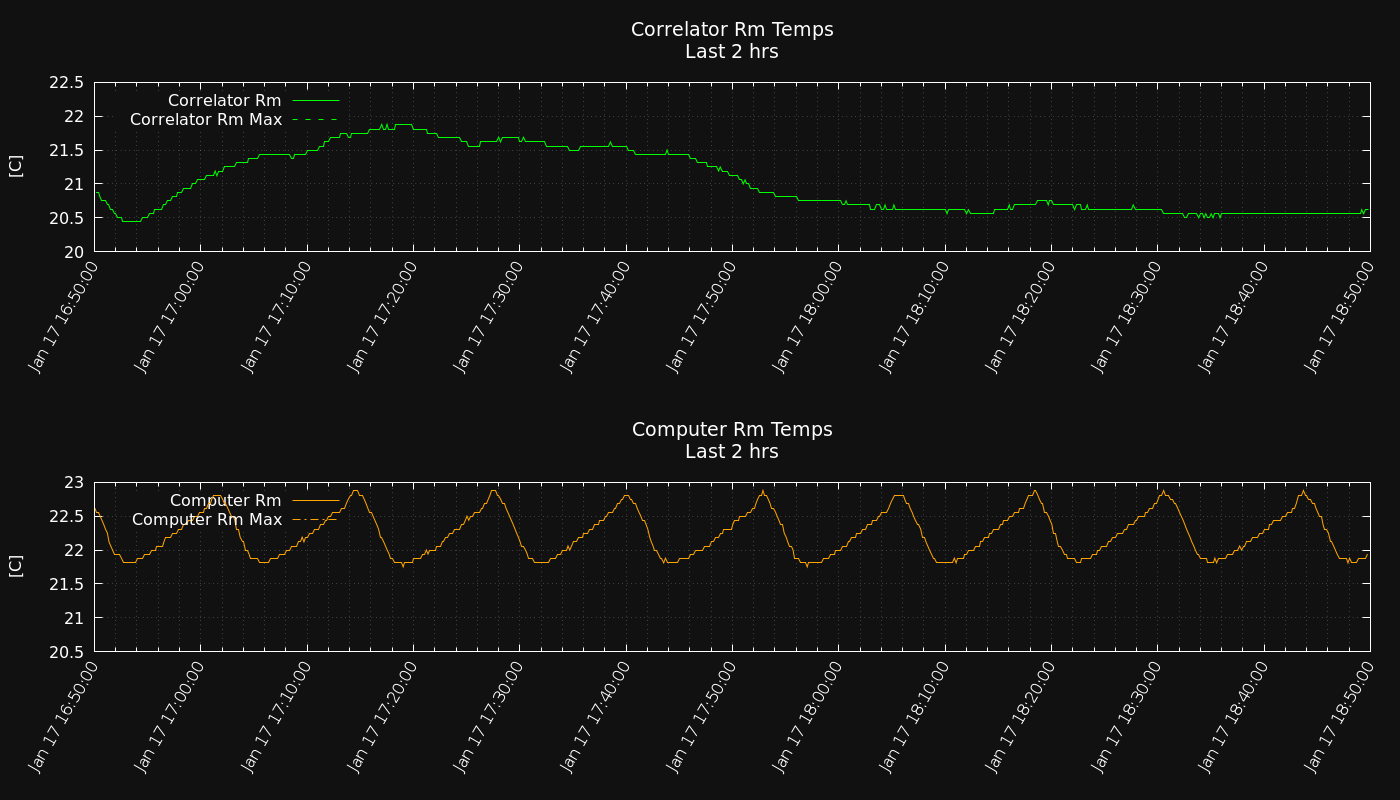 Correlator Rm Temps
Last 2 hrs
22.5
22
21.5
21
20.5
20
[C]
Correlator Rm
Correlator Rm Max
Jan 17 16:50:00
Jan 17 17:00:00
Jan 17 17:10:00
Jan 17 17:20:00
Jan 17 17:30:00
Jan 17 17:40:00
Jan 17 17:50:00
Jan 17 18:00:00
Jan 17 18:10:00
Jan 17 18:20:00
Jan 17 18:30:00
Jan 17 18:40:00
Jan 17 18:50:00
Computer Rm Temps
Last 2 hrs
23
22.5
22
21.5
21
20.5
[C]
Computer Rm
Computer Rm Max
Jan 17 16:50:00
Jan 17 17:00:00
Jan 17 17:10:00
Jan 17 17:20:00
Jan 17 17:30:00
Jan 17 17:40:00
Jan 17 17:50:00
Jan 17 18:00:00
Jan 17 18:10:00
Jan 17 18:20:00
Jan 17 18:30:00
Jan 17 18:40:00
Jan 17 18:50:00